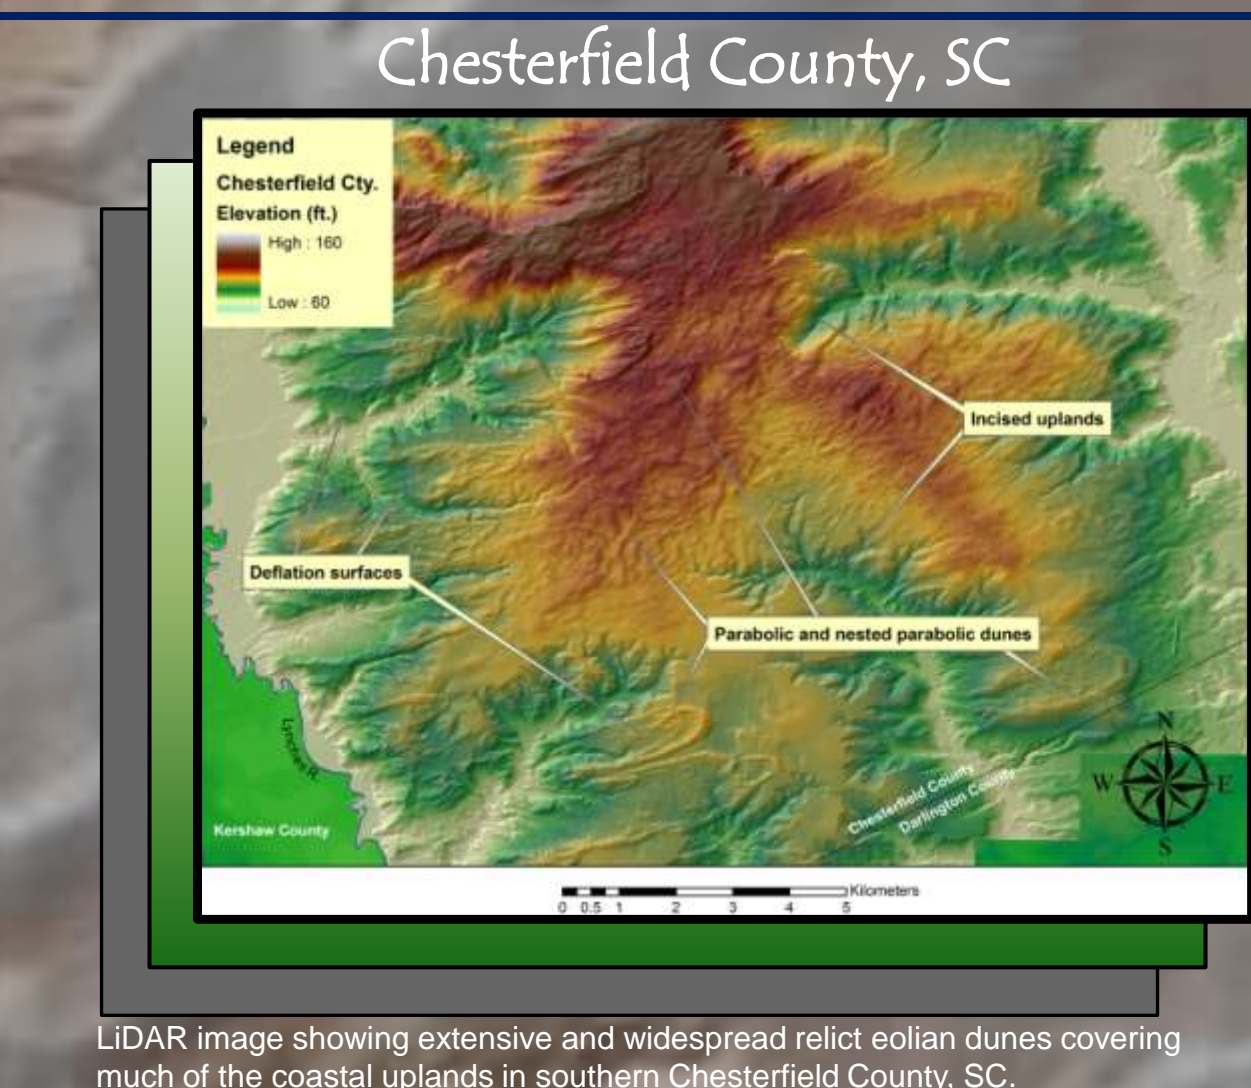 Chesterfield County, SC
Legend
Chesterfield Cty.
Elevation (ft.)
High : 160
Low : 60
Incised uplands
Deflation surfaces
Parabolic and nested parabolic dunes
Lynches R.
Kershaw County
Chesterfield County
Darlington County
N
W
E
S
Kilometers
0 0.5 1 2 3 4 5
LiDAR image showing extensive and widespread relict eolian dunes covering
much of the coastal uplands in southern Chesterfield County, SC.